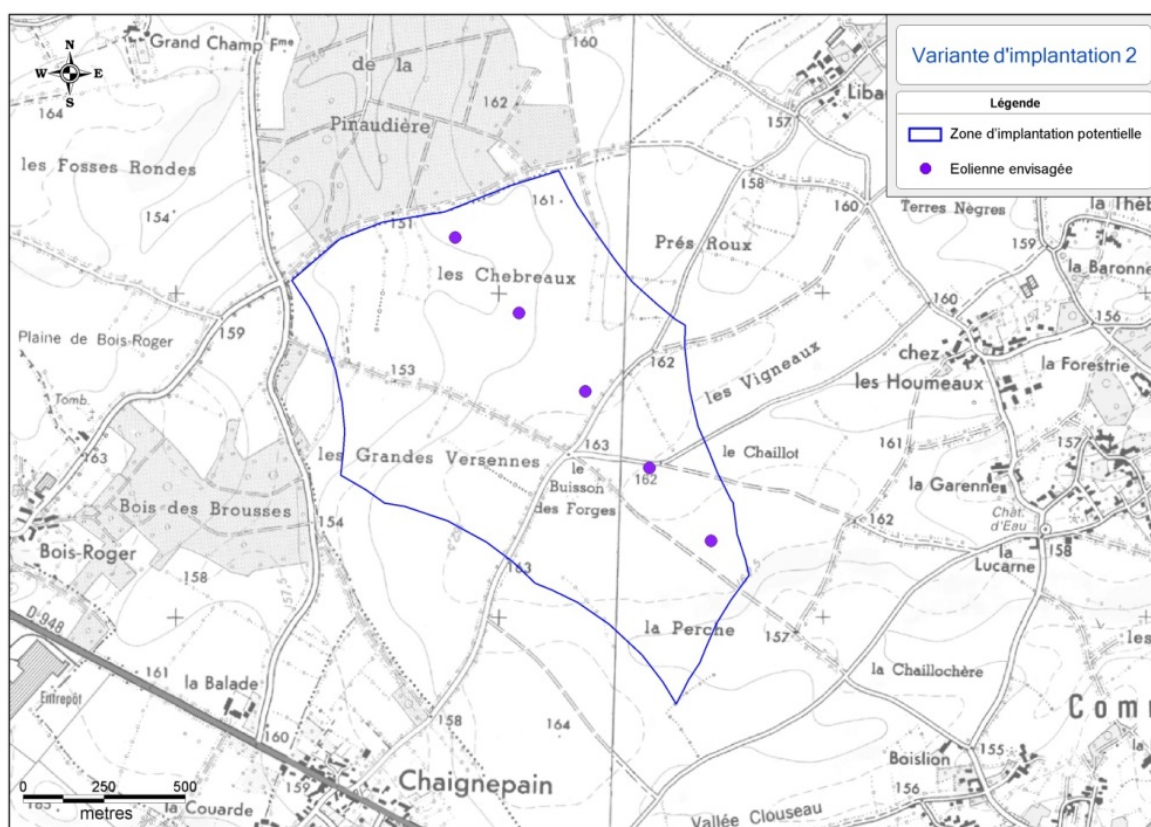 Variante d'implantation 2
Légende
Zone d'implantation potentielle
Eolienne envisagée
N
W E
S
Grand Champ Fme
164
160
de la
Pinaudière
162
157
les Fosses Rondes
154
151
161
158
160
Prés Roux
Terres Nègres
la Thèb
159
la Baronne
les Chebreaux
160
156
159
Plaine de Bois-Roger
153
162
les Vigneaux
chez
les Houmeaux
la Forestrie
Tomb.
163
les Grandes Versennes
163
le
Buisson
des Forges
162
le Chaillot
161
157
la Garenne
Bois des Brousses
154
Chât.
d'Eau
162
158
la
Lucarne
Bois-Roger
158
163
la Perche
157
les
D-948
161
la Chaillochère
la Balade
Entrepôt
158
164
160
Com
155
Boislion
Chaignepain
159
la Couarde
156
la
Vallée Clouseau
0 250 500
metres